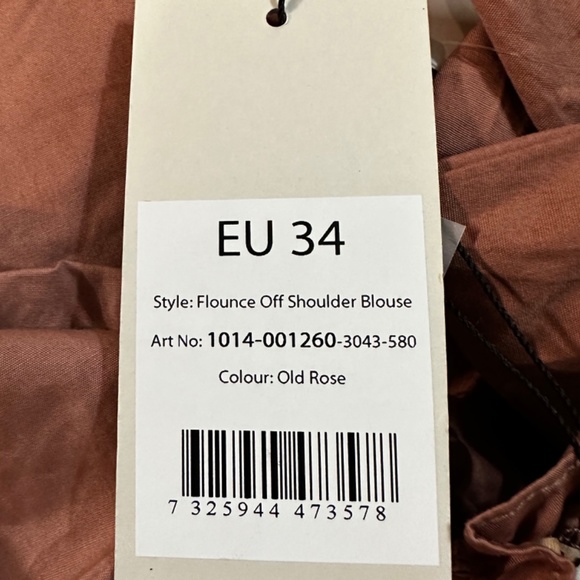 EU 34
Style: Flounce Off Shoulder Blouse
Art No: 1014-001260-3043-580
Colour: Old Rose
7 325944 473578